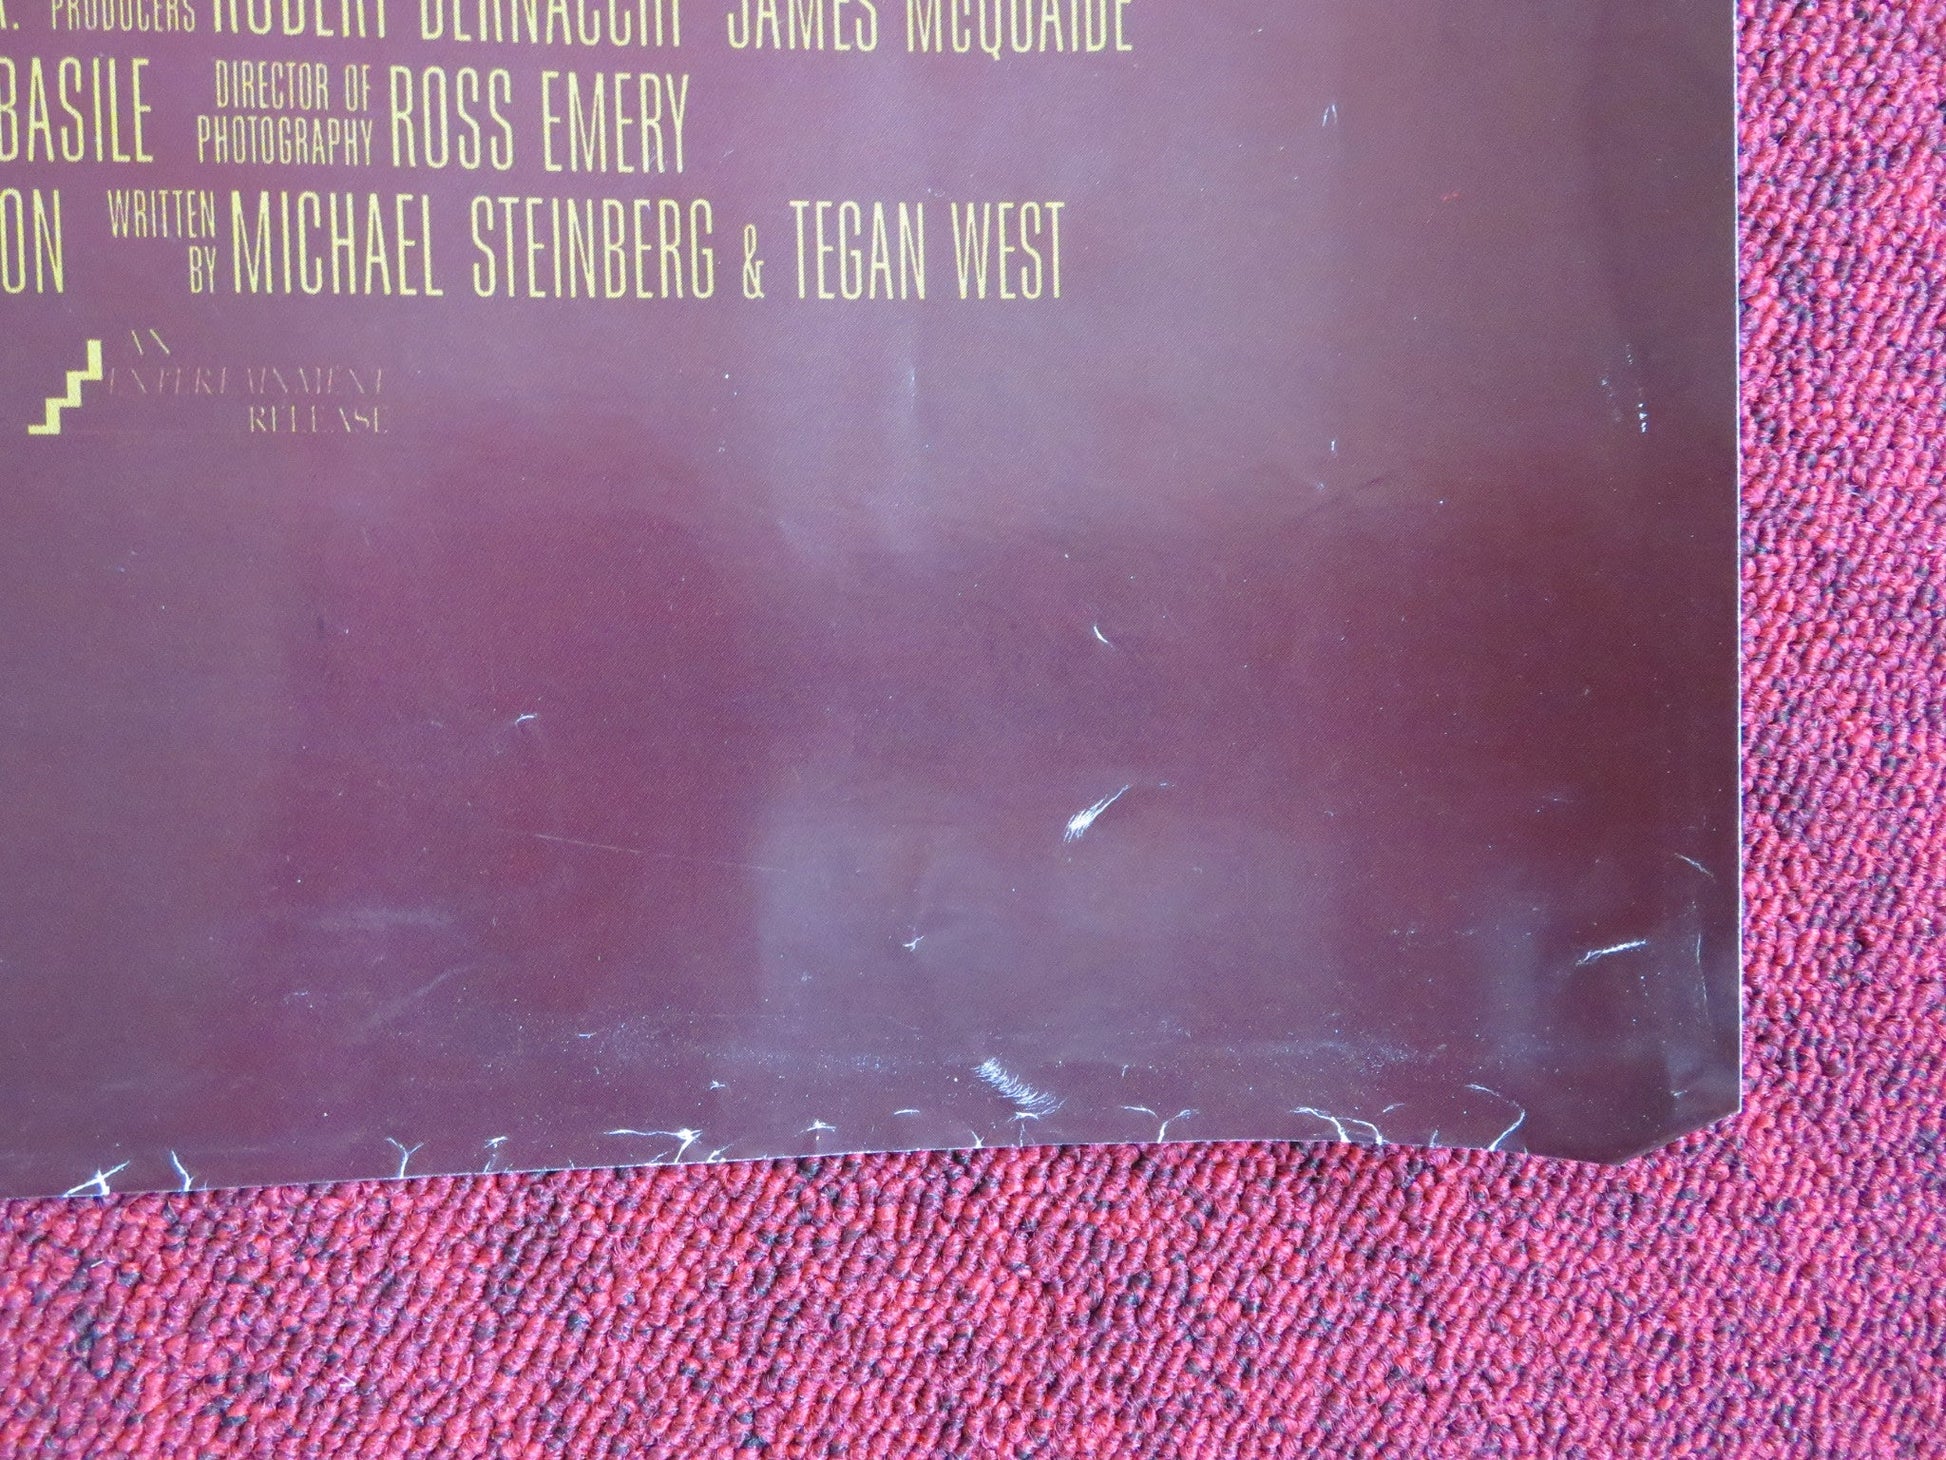 PRODUCERS ROBERT BERNACCHI JAMES MCQUAIDE
BASILE DIRECTOR OF PHOTOGRAPHY ROSS EMERY
ON WRITTEN BY MICHAEL STEINBERG & TEGAN WEST
AN
ENTERTAINMENT
RELEASE